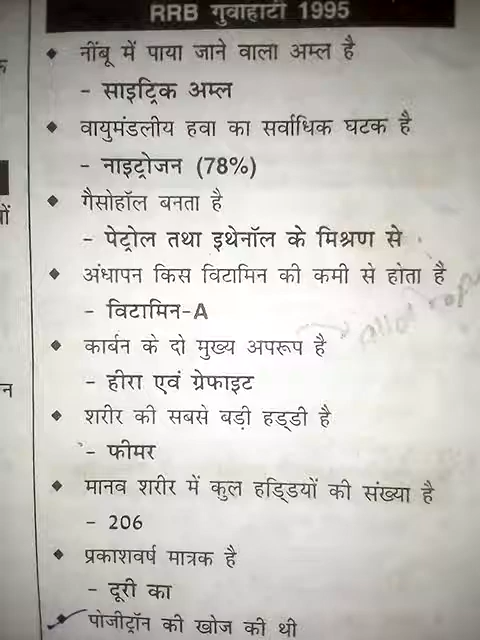 RRB गुवाहाटी 1995
◆ नींबू में पाया जाने वाला अम्ल है
– साइट्रिक अम्ल
◆ वायुमंडलीय हवा का सर्वाधिक घटक है
– नाइट्रोजन (78%)
◆ गैसोहॉल बनता है
– पेट्रोल तथा इथेनॉल के मिश्रण से
◆ अंधापन किस विटामिन की कमी से होता है
– विटामिन-A
◆ कार्बन के दो मुख्य अपरूप है
– हीरा एवं ग्रेफाइट
◆ शरीर की सबसे बड़ी हड्डी है
– फीमर
◆ मानव शरीर में कुल हड्डियों की संख्या है
– 206
◆ प्रकाशवर्ष मात्रक है
– दूरी का
◆ पोजीट्रॉन की खोज की थी